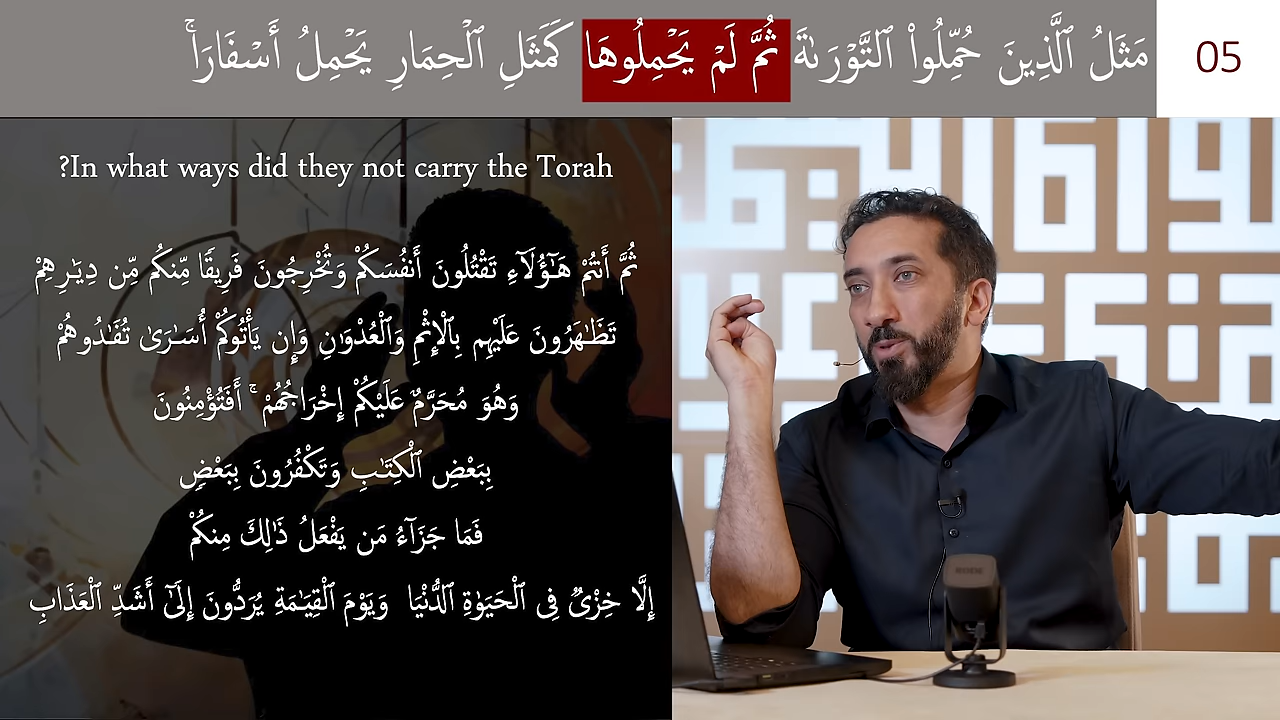 مَثَلُ ٱلَّذِينَ حُمِّلُوا۟ ٱلتَّوْرَىٰةَ ثُمَّ لَمْ يَحْمِلُوهَا كَمَثَلِ ٱلْحِمَارِ يَحْمِلُ أَسْفَارًۢا ۚ
05
?In what ways did they not carry the Torah
ثُمَّ أَنتُمْ هَـٰٓؤُلَآءِ تَقْتُلُونَ أَنفُسَكُمْ وَتُخْرِجُونَ فَرِيقًا مِّنكُم مِّن دِيَـٰرِهِمْ
تَظَـٰهَرُونَ عَلَيْهِم بِٱلْإِثْمِ وَٱلْعُدْوَٰنِ وَإِن يَأْتُوكُمْ أُسَـٰرَىٰ تُفَـٰدُوهُمْ
وَهُوَ مُحَرَّمٌ عَلَيْكُمْ إِخْرَاجُهُمْ ۚ أَفَتُؤْمِنُونَ
بِبَعْضِ ٱلْكِتَـٰبِ وَتَكْفُرُونَ بِبَعْضٍ
فَمَا جَزَآءُ مَن يَفْعَلُ ذَٰلِكَ مِنكُمْ
إِلَّا خِزْىٌ فِى ٱلْحَيَوٰةِ ٱلدُّنْيَا وَيَوْمَ ٱلْقِيَـٰمَةِ يُرَدُّونَ إِلَىٰٓ أَشَدِّ ٱلْعَذَابِ
RODE